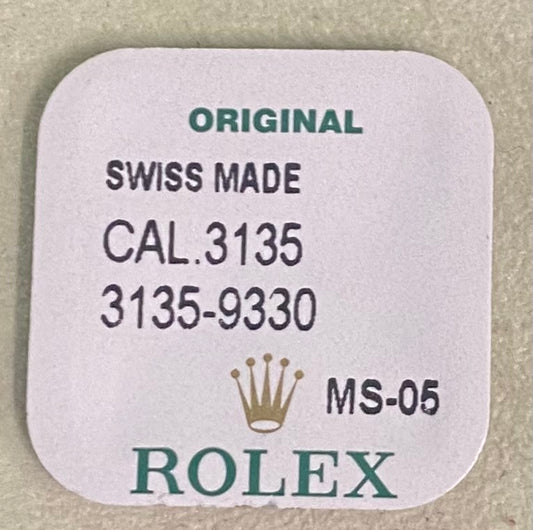 ORIGINAL
SWISS MADE
CAL.3135
3135-9330
MS-05
ROLEX